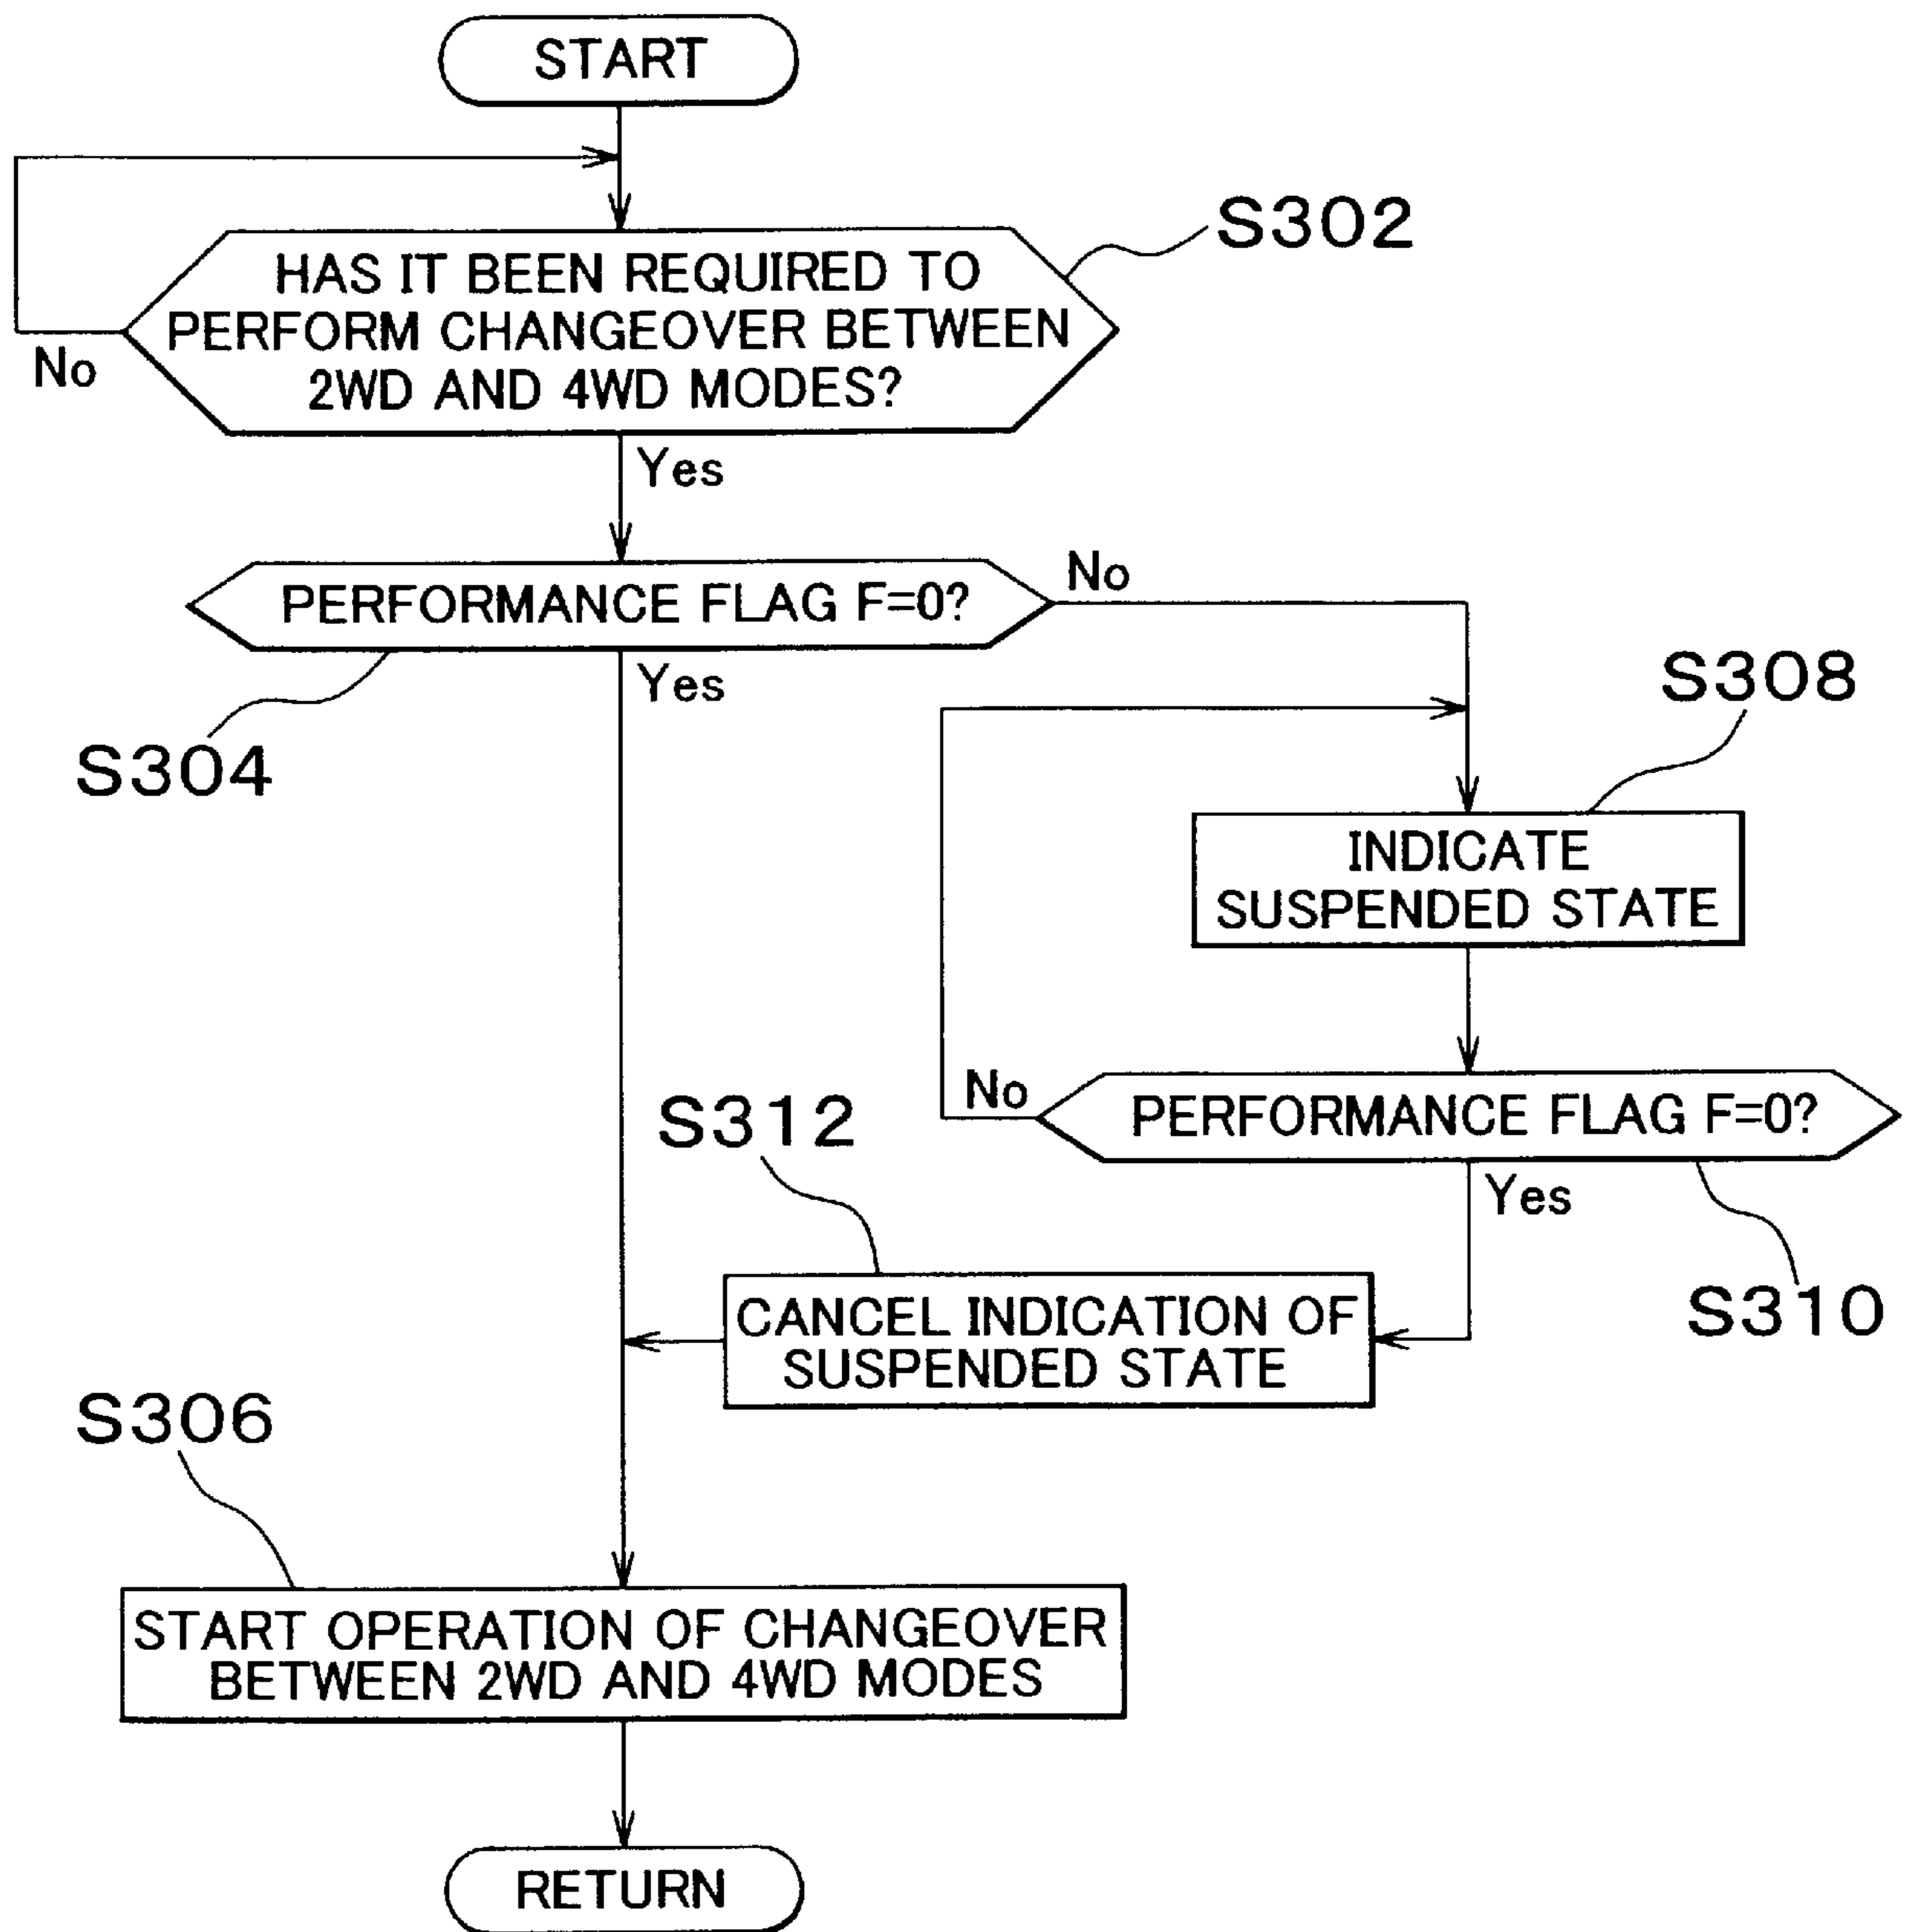 START
S302
HAS IT BEEN REQUIRED TO
PERFORM CHANGEOVER BETWEEN
2WD AND 4WD MODES?
No
Yes
PERFORMANCE FLAG F=0?
No
Yes
S304
S308
INDICATE
SUSPENDED STATE
No
PERFORMANCE FLAG F=0?
Yes
S310
S312
CANCEL INDICATION OF
SUSPENDED STATE
S306
START OPERATION OF CHANGEOVER
BETWEEN 2WD AND 4WD MODES
RETURN